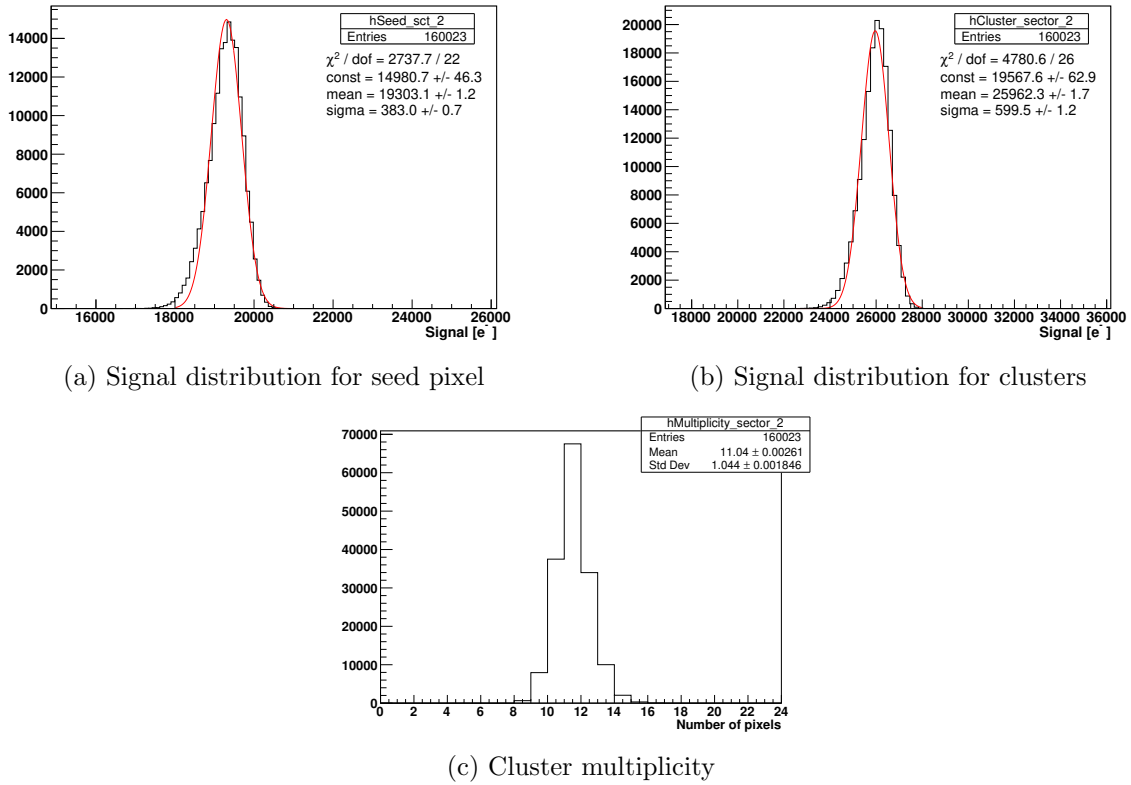 hSeed_sct_2
Entries 160023
χ² / dof = 2737.7 / 22
const = 14980.7 +/- 46.3
mean = 19303.1 +/- 1.2
sigma = 383.0 +/- 0.7
14000
12000
10000
8000
6000
4000
2000
0
16000 18000 20000 22000 24000 26000
Signal [e⁻]
(a) Signal distribution for seed pixel
hCluster_sector_2
Entries 160023
χ² / dof = 4780.6 / 26
const = 19567.6 +/- 62.9
mean = 25962.3 +/- 1.7
sigma = 599.5 +/- 1.2
20000
18000
16000
14000
12000
10000
8000
6000
4000
2000
0
18000 20000 22000 24000 26000 28000 30000 32000 34000 36000
Signal [e⁻]
(b) Signal distribution for clusters
hMultiplicity_sector_2
Entries 160023
Mean 11.04 ± 0.00261
Std Dev 1.044 ± 0.001846
70000
60000
50000
40000
30000
20000
10000
0
0 2 4 6 8 10 12 14 16 18 20 22 24
Number of pixels
(c) Cluster multiplicity